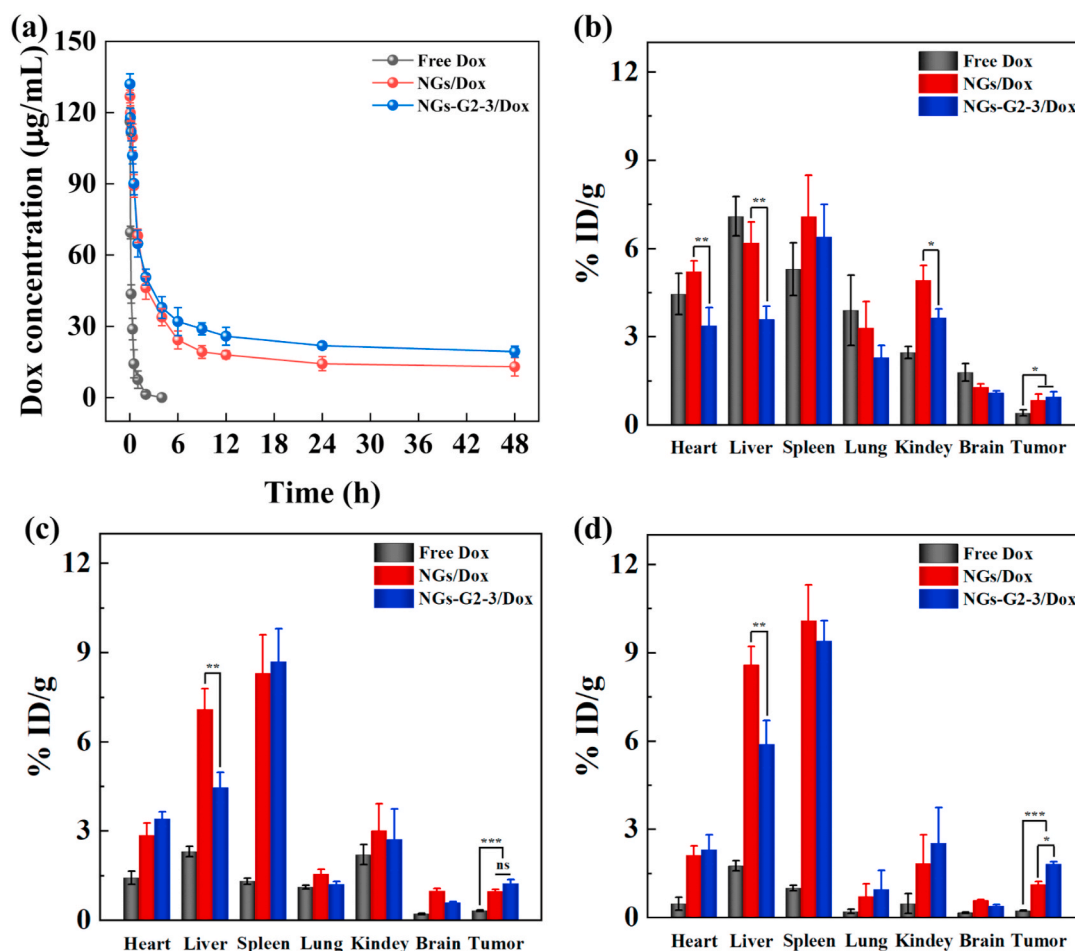 (a)
150
120
90
60
30
0
Dox concentration (µg/mL)
Free Dox
NGs/Dox
NGs-G2-3/Dox
0 6 12 18 24 30 36 42 48
Time (h)
(b)
12
9
6
3
0
% ID/g
Free Dox
NGs/Dox
NGs-G2-3/Dox
**
**
*
*
Heart Liver Spleen Lung Kindey Brain Tumor
(c)
12
9
6
3
0
% ID/g
Free Dox
NGs/Dox
NGs-G2-3/Dox
**
***
ns
Heart Liver Spleen Lung Kindey Brain Tumor
(d)
12
9
6
3
0
% ID/g
Free Dox
NGs/Dox
NGs-G2-3/Dox
**
***
*
Heart Liver Spleen Lung Kindey Brain Tumor